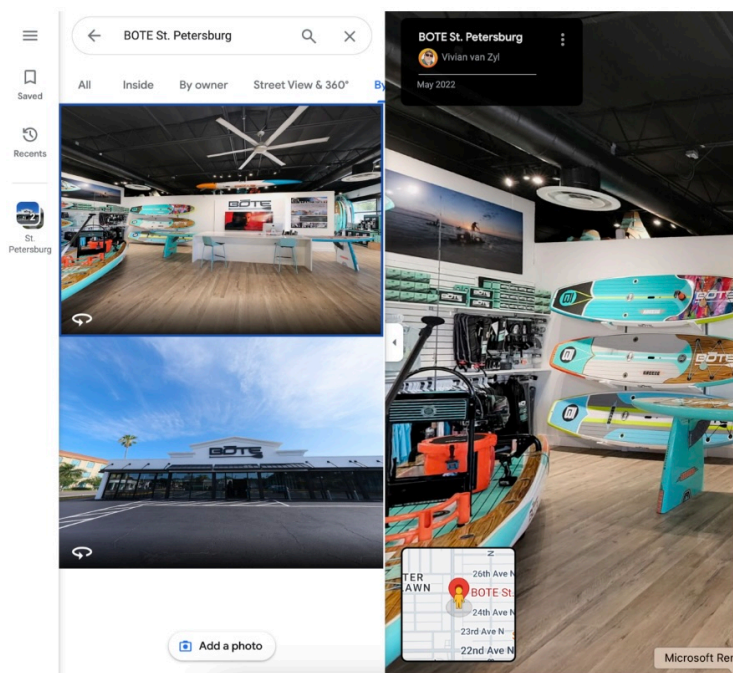 BOTE St. Petersburg
Saved
Recents
St.
Petersburg
All Inside By owner Street View & 360° By
BOTE
BOTE
Add a photo
BOTE St. Petersburg
Vivian van Zyl
May 2022
BOTE
BOTE
BREEZE
TER
AWN
N
26th Ave N
BOTE St.
24th Ave N
23rd Ave N
22nd Ave N
Microsoft Rem